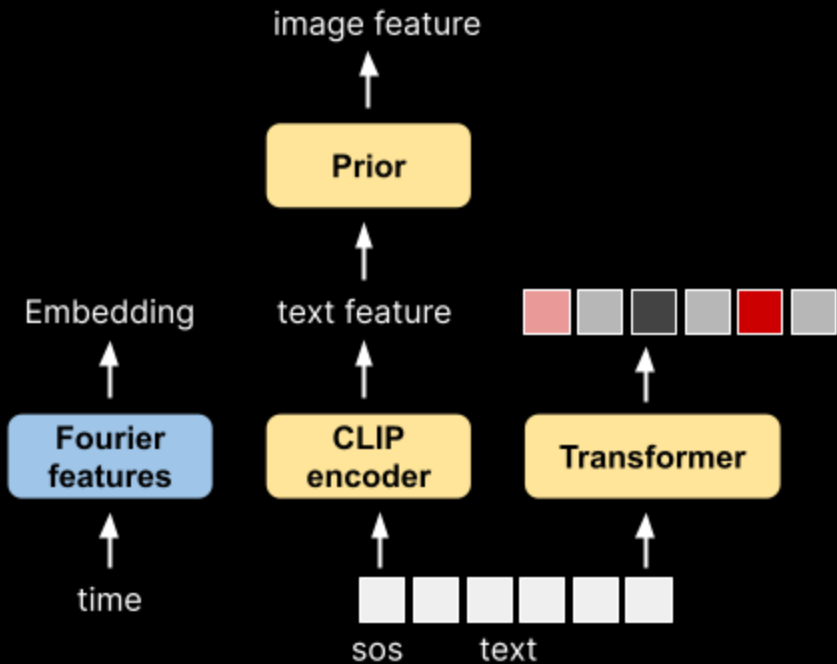 image feature
Prior
Embedding
text feature
Fourier
features
CLIP
encoder
Transformer
time
sos
text